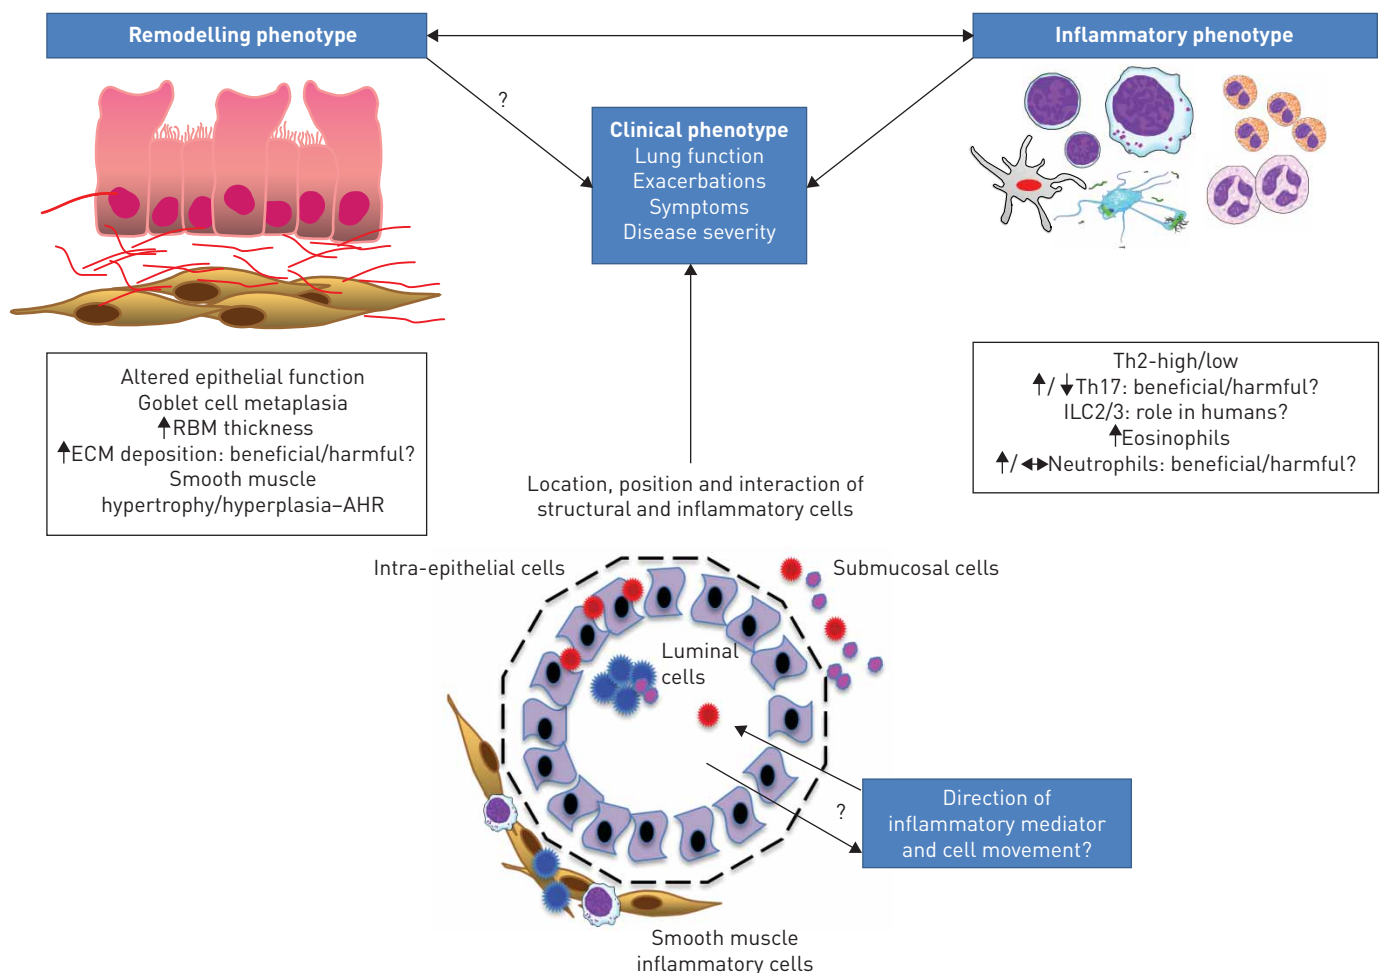 Remodelling phenotype
Inflammatory phenotype
?
Clinical phenotype
Lung function
Exacerbations
Symptoms
Disease severity
Altered epithelial function
Goblet cell metaplasia
↑RBM thickness
↑ECM deposition: beneficial/harmful?
Smooth muscle
hypertrophy/hyperplasia–AHR
Th2-high/low
↑/↓Th17: beneficial/harmful?
ILC2/3: role in humans?
↑Eosinophils
↑/↔Neutrophils: beneficial/harmful?
Location, position and interaction of
structural and inflammatory cells
Intra-epithelial cells
Submucosal cells
Luminal
cells
?
Direction of
inflammatory mediator
and cell movement?
Smooth muscle
inflammatory cells